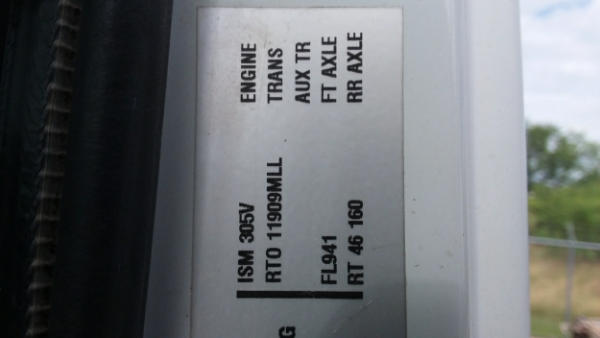 ISM 305V ENGINE
RTO 11909MLL TRANS
AUX TR
FL941 FT AXLE
RT 46 160 RR AXLE